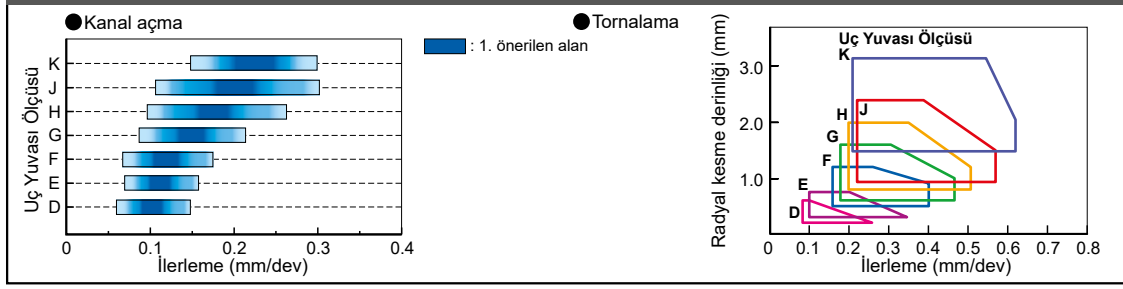 ●Kanal açma
: 1. önerilen alan
Uç Yuvası Ölçüsü
K
J
H
G
F
E
D
0 0.1 0.2 0.3 0.4
İlerleme (mm/dev)
●Tornalama
Radyal kesme derinliği (mm)
Uç Yuvası Ölçüsü
K
J
H
G
F
E
D
3.0
2.0
1.0
0 0.1 0.2 0.3 0.4 0.5 0.6 0.7 0.8
İlerleme (mm/dev)